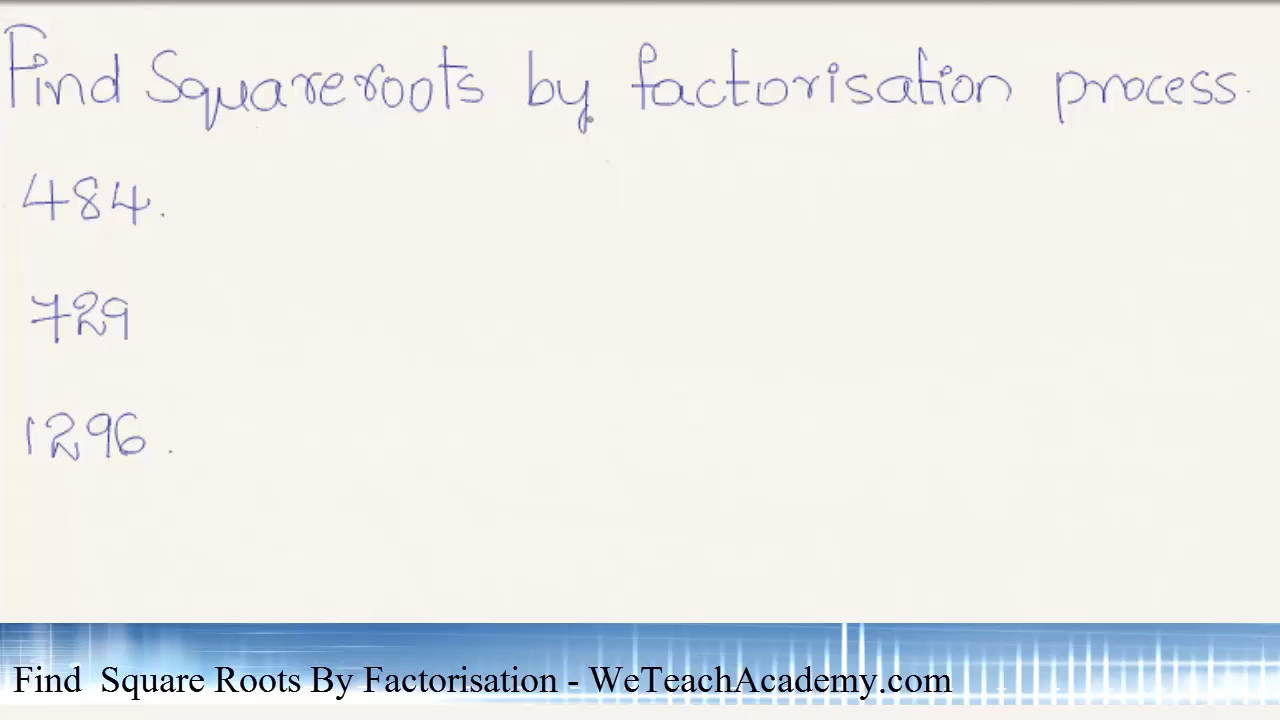 Find Squareroots by factorisation process.
484.
729
1296.
Find Square Roots By Factorisation - WeTeachAcademy.com